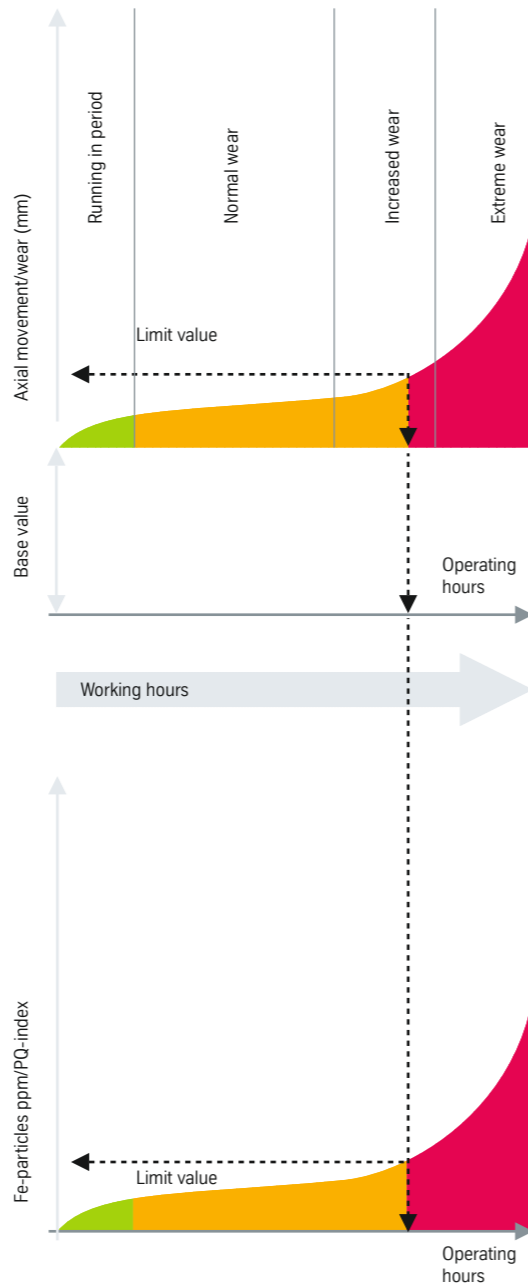 Running in period
Normal wear
Increased wear
Extreme wear
Axial movement/wear (mm)
Limit value
Base value
Operating
hours
Working hours
Fe-particles ppm/PQ-index
Limit value
Operating
hours